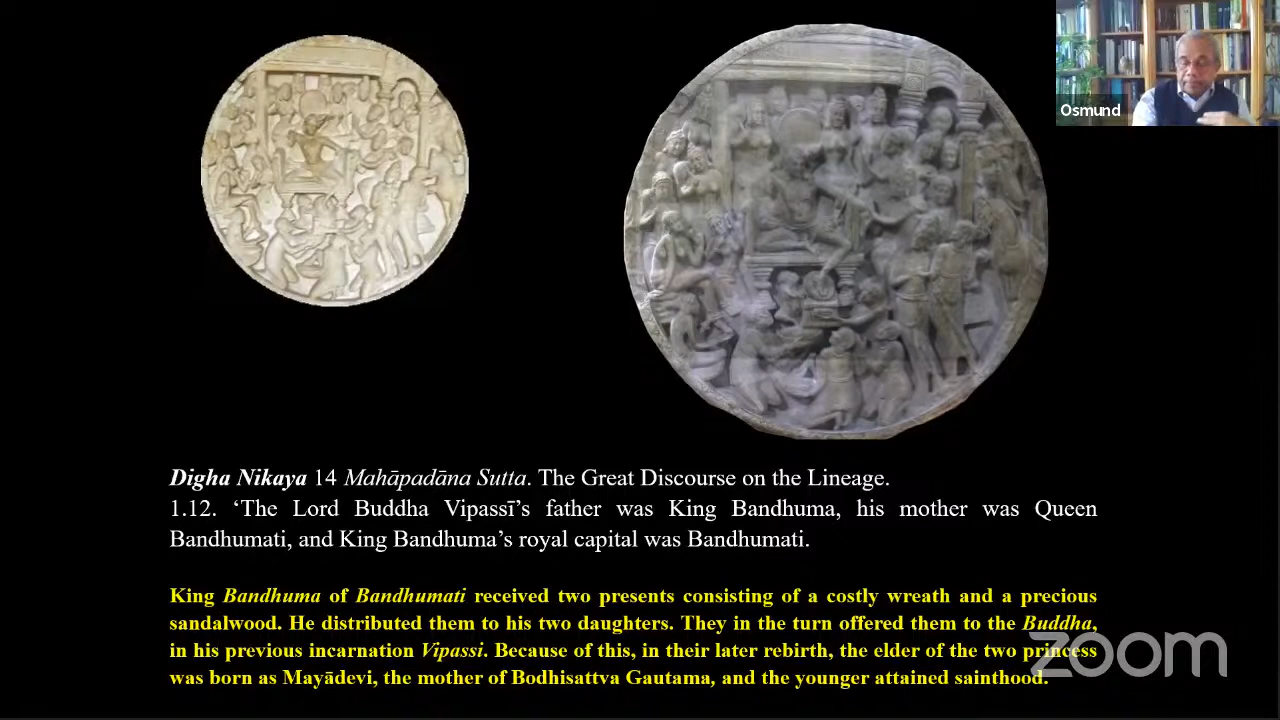 Osmund
Digha Nikaya 14 Mahāpadāna Sutta. The Great Discourse on the Lineage.
1.12. ‘The Lord Buddha Vipassī’s father was King Bandhuma, his mother was Queen
Bandhumati, and King Bandhuma’s royal capital was Bandhumati.
King Bandhuma of Bandhumati received two presents consisting of a costly wreath and a precious
sandalwood. He distributed them to his two daughters. They in the turn offered them to the Buddha,
in his previous incarnation Vipassi. Because of this, in their later rebirth, the elder of the two princess
was born as Mayādevi, the mother of Bodhisattva Gautama, and the younger attained sainthood.
zoom